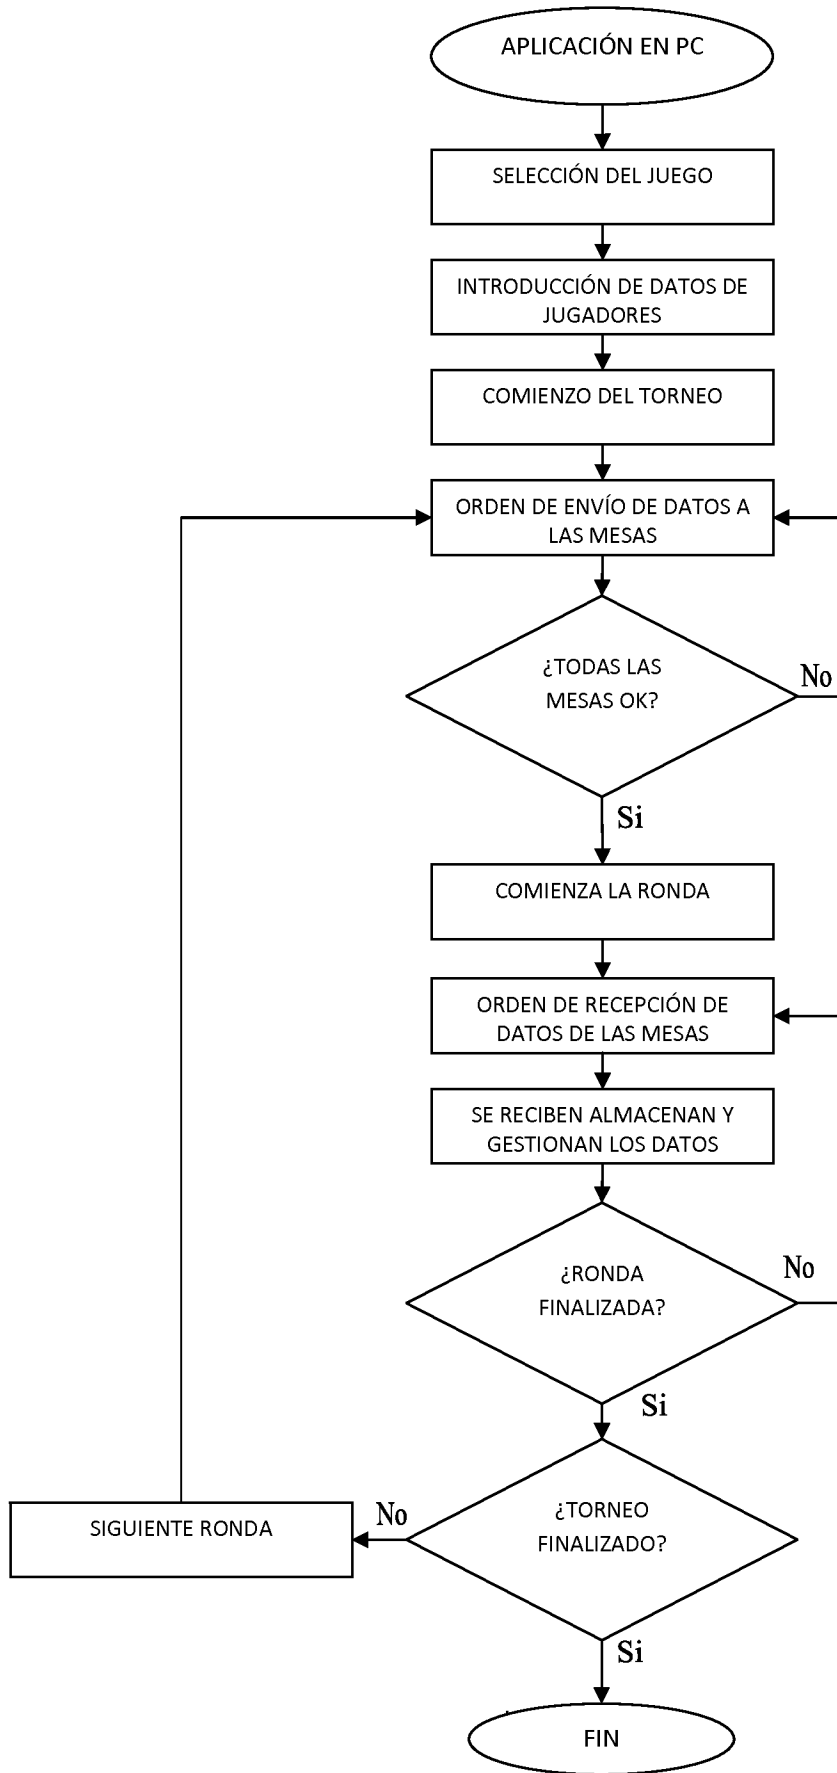 APLICACIÓN EN PC
SELECCIÓN DEL JUEGO
INTRODUCCIÓN DE DATOS DE
JUGADORES
COMIENZO DEL TORNEO
ORDEN DE ENVÍO DE DATOS A
LAS MESAS
¿TODAS LAS
MESAS OK?
No
Si
COMIENZA LA RONDA
ORDEN DE RECEPCIÓN DE
DATOS DE LAS MESAS
SE RECIBEN ALMACENAN Y
GESTIONAN LOS DATOS
¿RONDA
FINALIZADA?
No
Si
¿TORNEO
FINALIZADO?
No
SIGUIENTE RONDA
Si
FIN